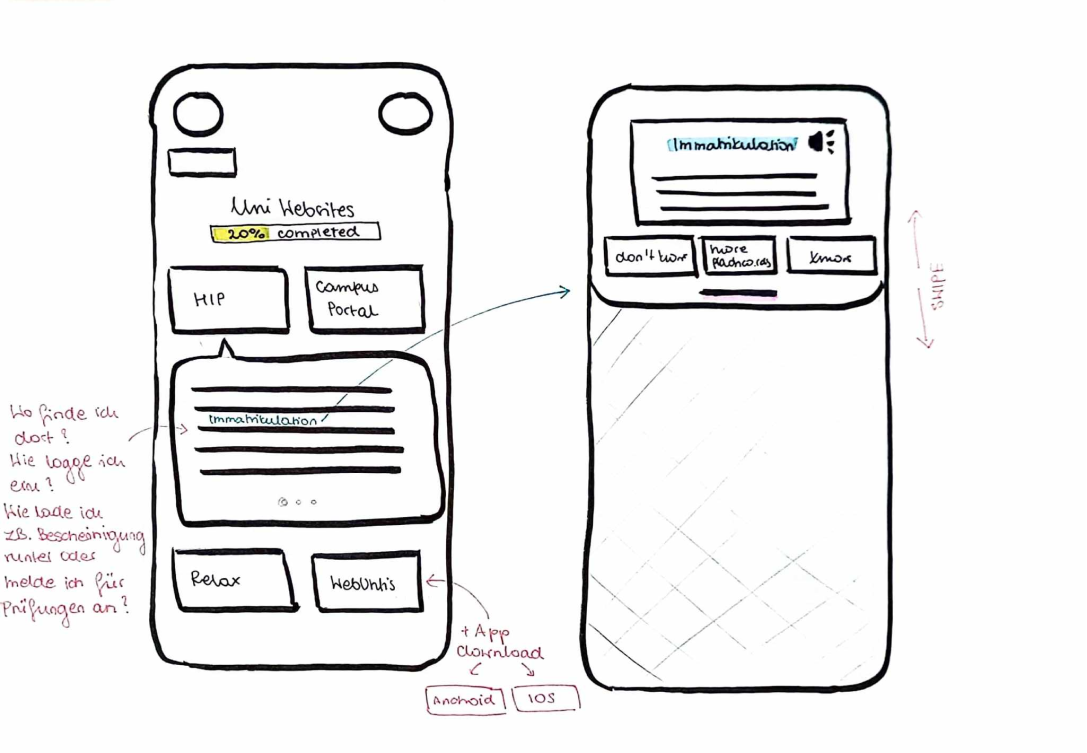 Uni Websites
20% completed
HIP
Campus
Portal
Immatrikulation
Wo finde ich
dort?
Wie logge ich
ein?
Wie lade ich
zB. Bescheinigung
runter oder
melde ich für
Prüfungen an?
Relax
WebUntis
+ App
download
Android
IOS
Immatrikulation
don't know
more
flashcards
Know
SWIPE